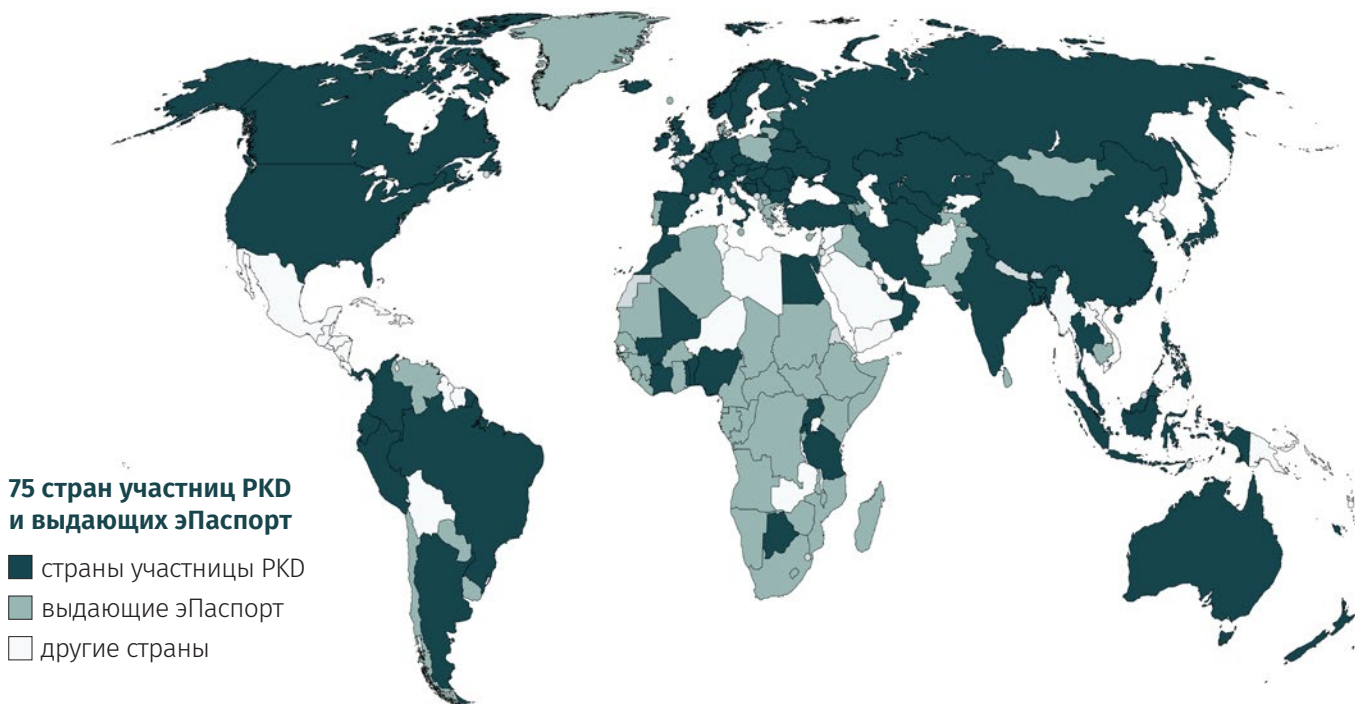 75 стран участниц PKD
и выдающих эПаспорт
страны участницы PKD
выдающие эПаспорт
другие страны